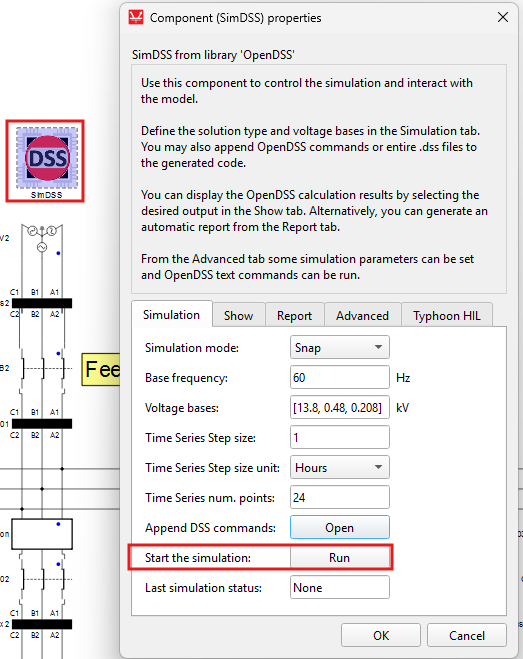 Component (SimDSS) properties
SimDSS from library 'OpenDSS'
Use this component to control the simulation and interact with
the model.
Define the solution type and voltage bases in the Simulation tab.
You may also append OpenDSS commands or entire .dss files to
the generated code.
You can display the OpenDSS calculation results by selecting the
desired output in the Show tab. Alternatively, you can generate an
automatic report from the Report tab.
From the Advanced tab some simulation parameters can be set
and OpenDSS text commands can be run.
Simulation Show Report Advanced Typhoon HIL
Simulation mode: Snap
Base frequency: 60 Hz
Voltage bases: [13.8, 0.48, 0.208] kV
Time Series Step size: 1
Time Series Step size unit: Hours
Time Series num. points: 24
Append DSS commands: Open
Start the simulation: Run
Last simulation status: None
OK Cancel
DSS
SimDSS
V2
C1 B1 A1
s2
C2 B2 A2
B2
Fee
C1 B1 A1
01
C2 B2 A2
on
02
C1 B1 A1
x 2
C2 B2 A2